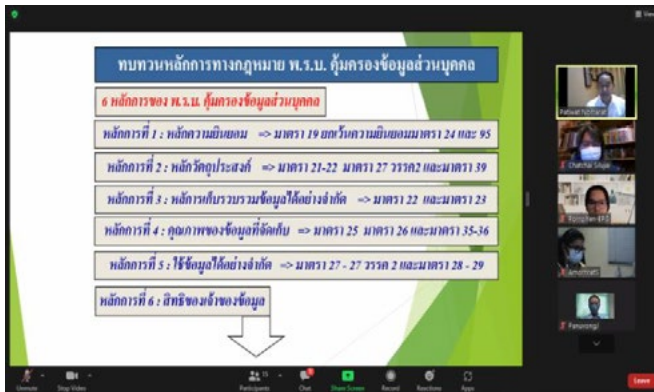 View
ทบทวนหลักการทางกฎหมาย พ.ร.บ. คุ้มครองข้อมูลส่วนบุคคล
6 หลักการของ พ.ร.บ. คุ้มครองข้อมูลส่วนบุคคล
หลักการที่ 1 : หลักความยินยอม => มาตรา 19 ยกเว้นความยินยอมมาตรา 24 และ 95
หลักการที่ 2 : หลักวัตถุประสงค์ => มาตรา 21-22 มาตรา 27 วรรค2 และมาตรา 39
หลักการที่ 3 : หลักการเก็บรวบรวมข้อมูลได้อย่างจำกัด => มาตรา 22 และมาตรา 23
หลักการที่ 4 : คุณภาพของข้อมูลที่จัดเก็บ => มาตรา 25 มาตรา 26 และมาตรา 35-36
หลักการที่ 5 : ใช้ข้อมูลได้อย่างจำกัด => มาตรา 27 - 27 วรรค 2 และมาตรา 28 - 29
หลักการที่ 6 : สิทธิของเจ้าของข้อมูล
Chatchai
Unmute
Stop Video
15
Participants
Chat
Share Screen
Record
Reactions
Apps
Leave